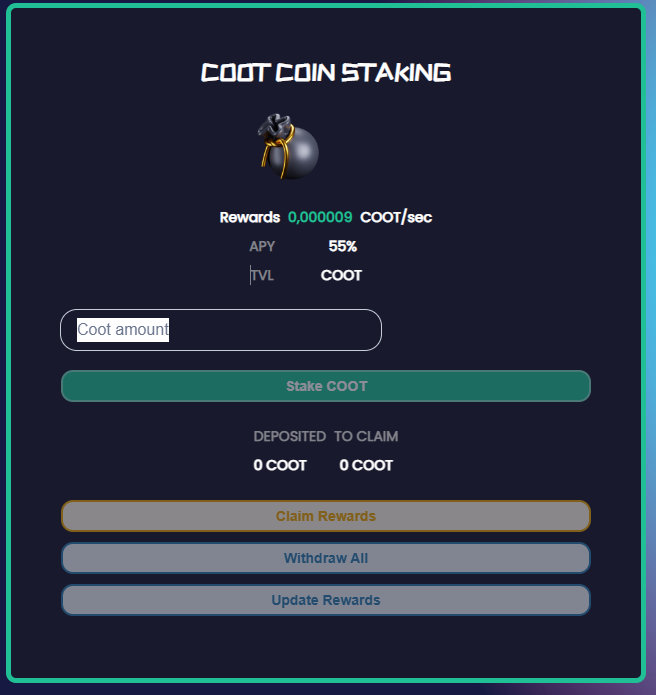 COOT COIN STAKING
Rewards 0,000009 COOT/sec
APY 55%
TVL COOT
Coot amount
Stake COOT
DEPOSITED TO CLAIM
0 COOT 0 COOT
Claim Rewards
Withdraw All
Update Rewards